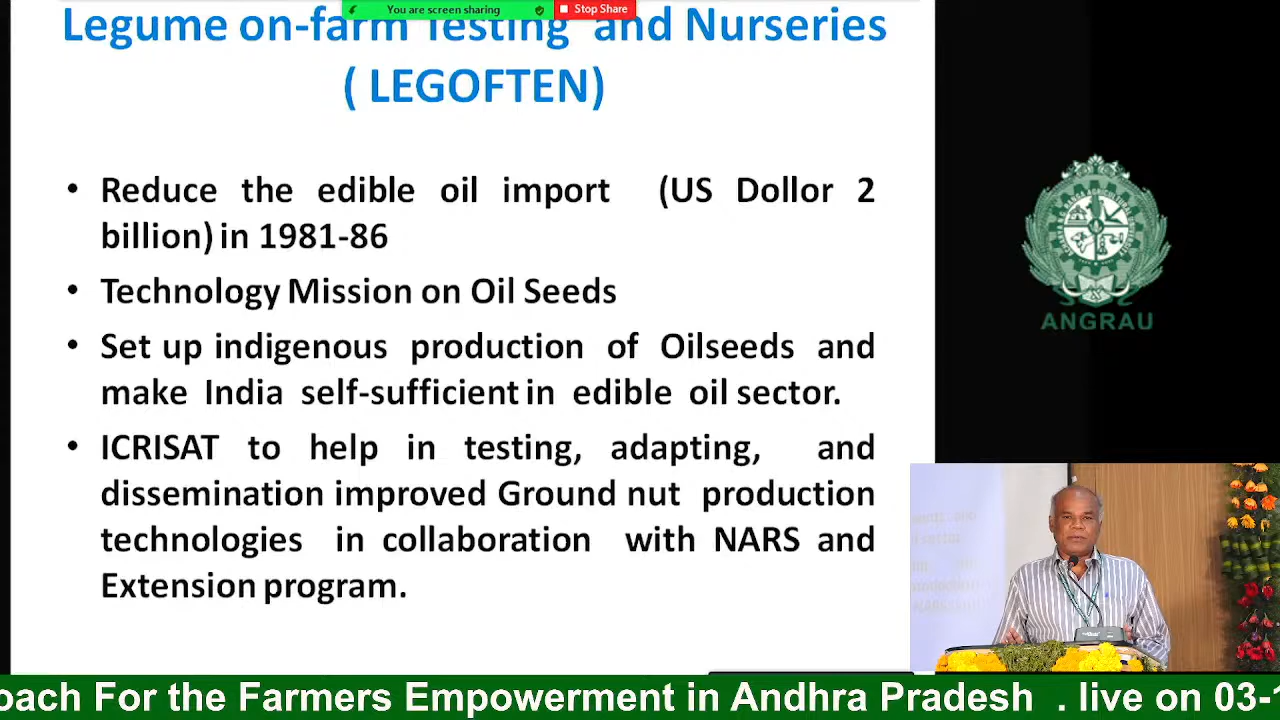 You are screen sharing
Stop Share
Legume on-farm Testing and Nurseries
( LEGOFTEN)
• Reduce the edible oil import (US Dollor 2
billion) in 1981-86
• Technology Mission on Oil Seeds
• Set up indigenous production of Oilseeds and
make India self-sufficient in edible oil sector.
• ICRISAT to help in testing, adapting, and
dissemination improved Ground nut production
technologies in collaboration with NARS and
Extension program.
ANGRAU
oach For the Farmers Empowerment in Andhra Pradesh . live on 03-1